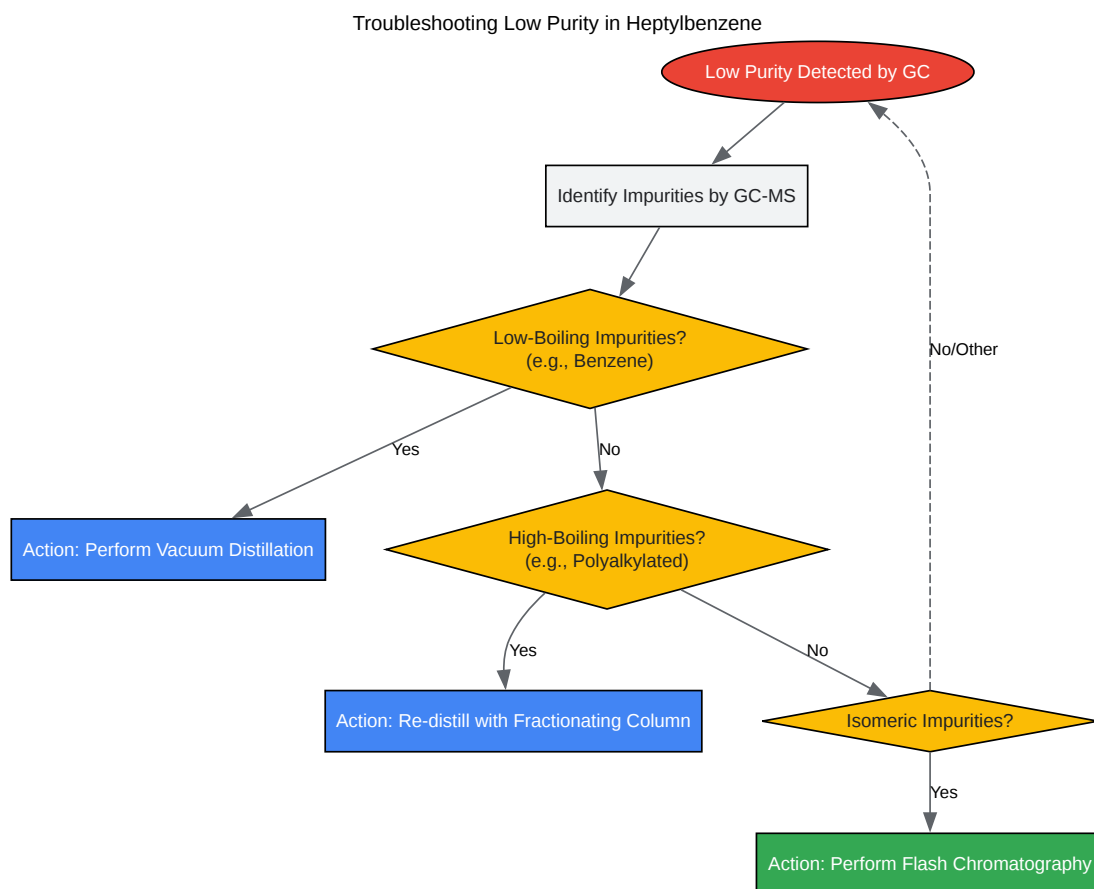 Troubleshooting Low Purity in Heptylbenzene
Low Purity Detected by GC
Identify Impurities by GC-MS
Low-Boiling Impurities?
(e.g., Benzene)
No/Other
Yes
No
High-Boiling Impurities?
(e.g., Polyalkylated)
Action: Perform Vacuum Distillation
Yes
No
Action: Re-distill with Fractionating Column
Isomeric Impurities?
Yes
Action: Perform Flash Chromatography